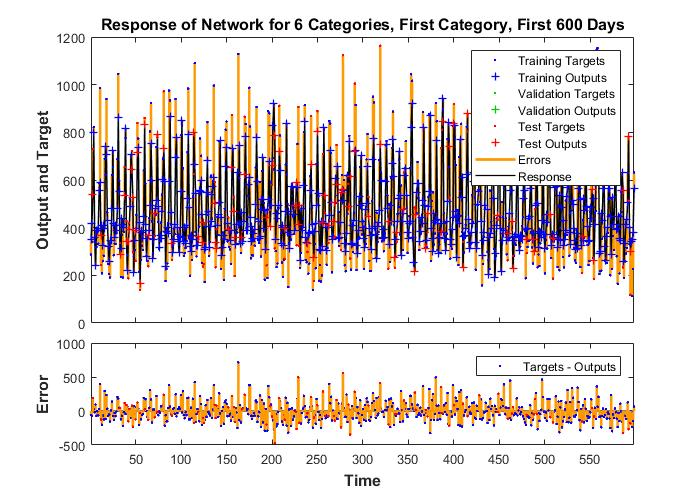 Response of Network for 6 Categories, First Category, First 600 Days
1200
1000
800
600
400
200
0
Output and Target
Training Targets
Training Outputs
Validation Targets
Validation Outputs
Test Targets
Test Outputs
Errors
Response
1000
500
0
-500
Error
Targets - Outputs
50 100 150 200 250 300 350 400 450 500 550
Time